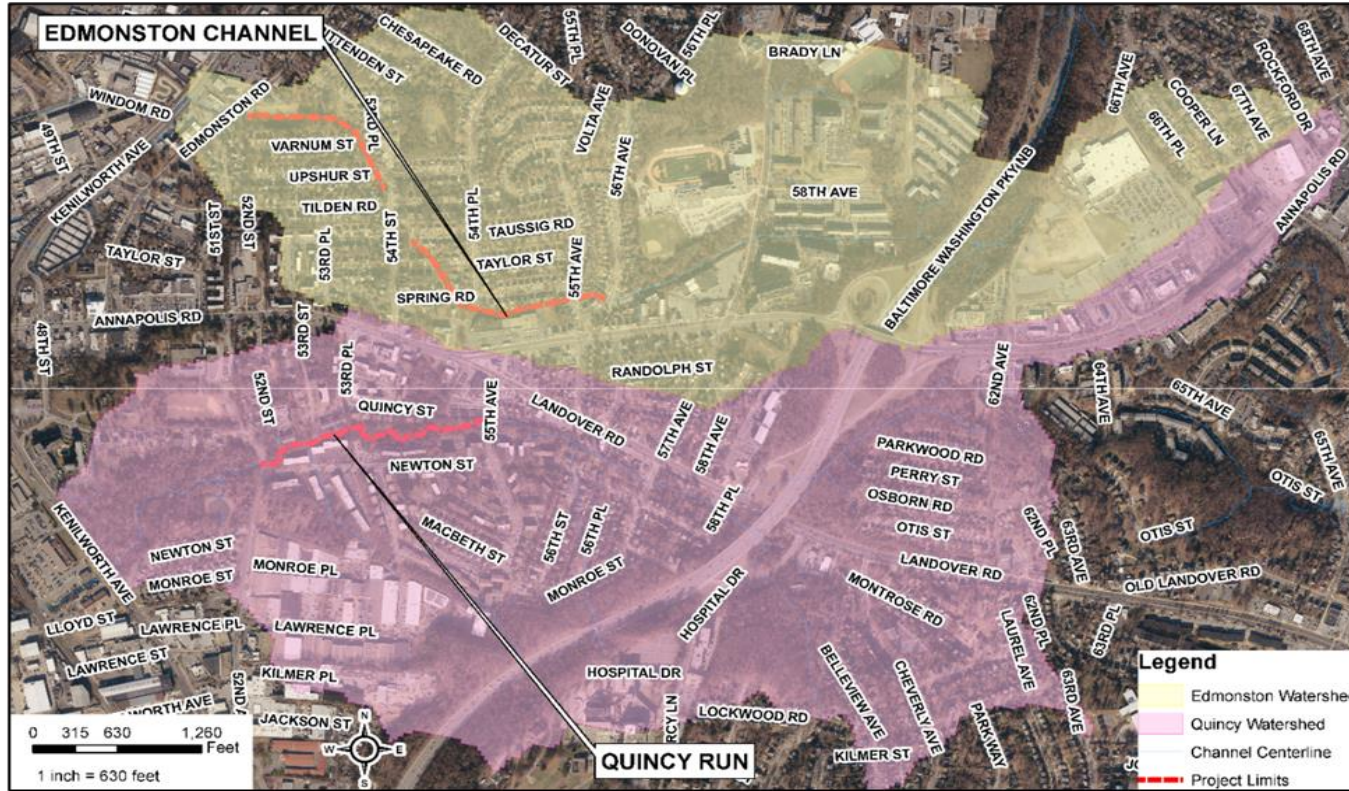 EDMONSTON CHANNEL
CHESAPEAKE RD
DECATUR ST
55TH PL
DONOVAN PL
56TH PL
BRADY LN
66TH AVE
COOPER LN
66TH PL
67TH AVE
ROCKFORD DR
68TH AVE
WINDOM RD
EDMONSTON RD
49TH ST
KENILWORTH AVE
VARNUM ST
UPSHUR ST
TILDEN RD
VOLTA AVE
56TH AVE
58TH AVE
BALTIMORE WASHINGTON PKY NB
ANNAPOLIS RD
TAYLOR ST
51ST ST
52ND ST
53RD PL
54TH ST
54TH PL
TAUSSIG RD
TAYLOR ST
55TH AVE
SPRING RD
ANNAPOLIS RD
48TH ST
53RD ST
53RD PL
RANDOLPH ST
62ND AVE
64TH AVE
65TH AVE
65TH AVE
52ND ST
QUINCY ST
55TH AVE
LANDOVER RD
57TH AVE
58TH AVE
PARKWOOD RD
PERRY ST
OSBORN RD
OTIS ST
OTIS ST
OTIS ST
NEWTON ST
MACBETH ST
56TH ST
56TH PL
58TH PL
62ND PL
63RD AVE
LANDOVER RD
OLD LANDOVER RD
KENILWORTH AVE
NEWTON ST
MONROE ST
MONROE PL
MONROE ST
HOSPITAL DR
MONTROSE RD
62ND PL
LAUREL AVE
63RD PL
LLOYD ST
LAWRENCE PL
LAWRENCE PL
LAWRENCE ST
KILMER PL
52ND
HOSPITAL DR
BELLEVIEW AVE
CHEVERLY AVE
PARKWAY
63RD AVE
JACKSON ST
LOCKWOOD RD
KILMER ST
QUINCY RUN
N
W
E
S
0 315 630 1,260
Feet
1 inch = 630 feet
Legend
Edmonston Watershed
Quincy Watershed
Channel Centerline
Project Limits